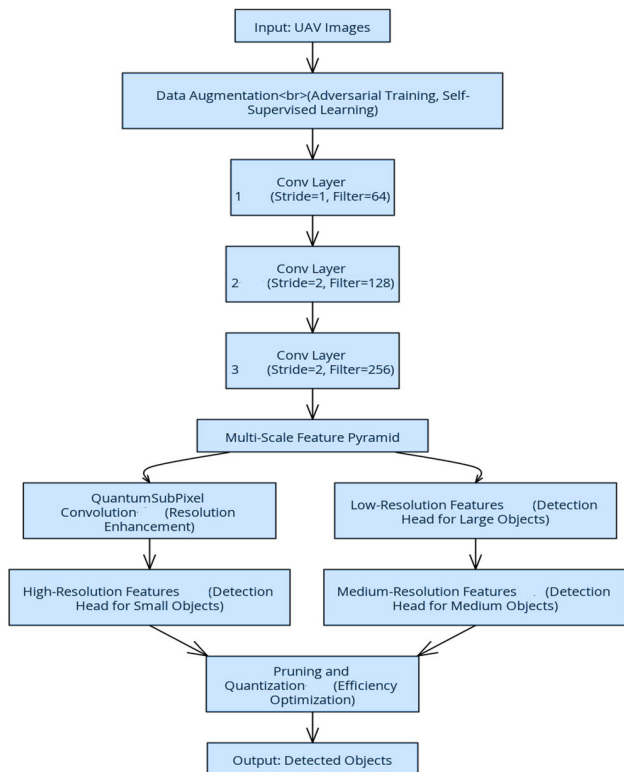 Input: UAV Images
Data Augmentation<br>(Adversarial Training, Self-
Supervised Learning)
Conv Layer
1 (Stride=1, Filter=64)
Conv Layer
2 (Stride=2, Filter=128)
Conv Layer
3 (Stride=2, Filter=256)
Multi-Scale Feature Pyramid
QuantumSubPixel
Convolution (Resolution
Enhancement)
Low-Resolution Features (Detection
Head for Large Objects)
High-Resolution Features (Detection
Head for Small Objects)
Medium-Resolution Features (Detection
Head for Medium Objects)
Pruning and
Quantization (Efficiency
Optimization)
Output: Detected Objects